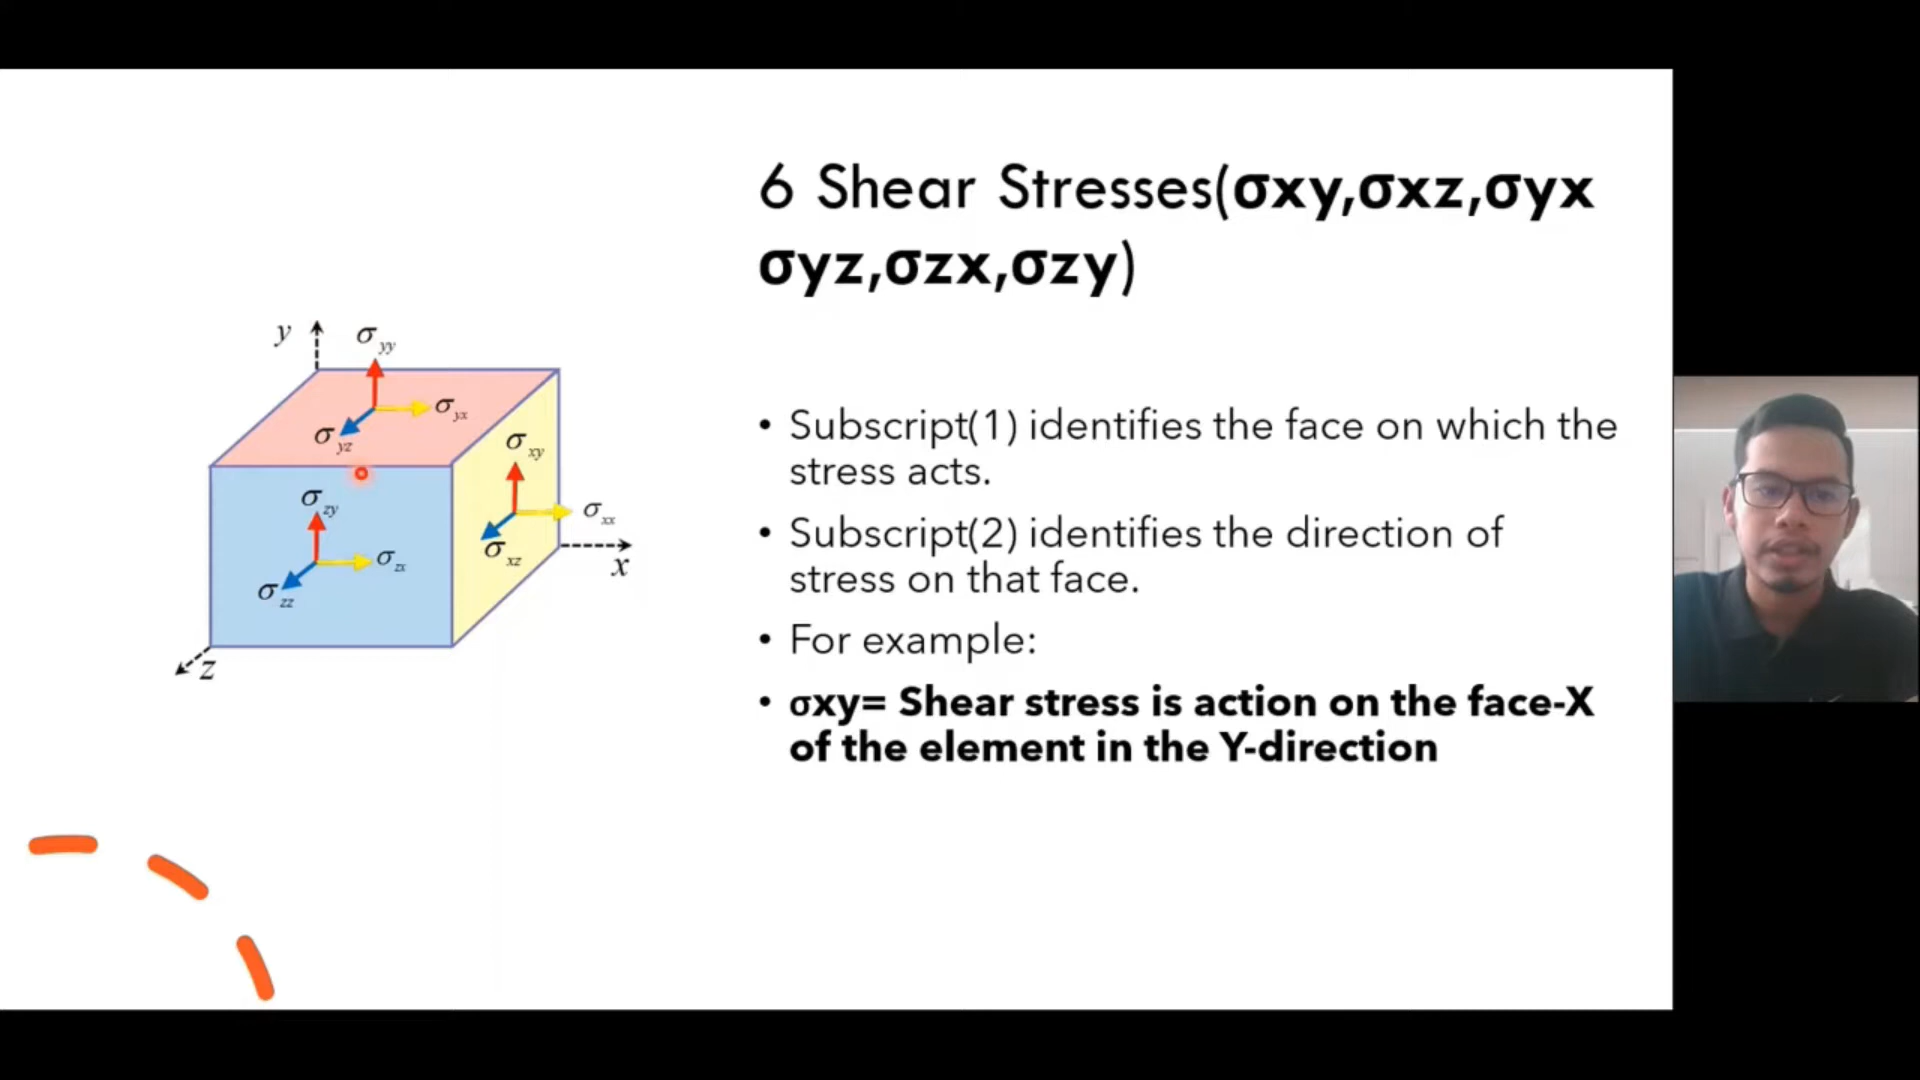 6 Shear Stresses(σxy,σxz,σyx
σyz,σzx,σzy)
y
σyy
σyx
σyz
σxy
σxx
σxz
x
σzy
σzx
σzz
z
• Subscript(1) identifies the face on which the
stress acts.
• Subscript(2) identifies the direction of
stress on that face.
• For example:
• σxy= Shear stress is action on the face-X
of the element in the Y-direction